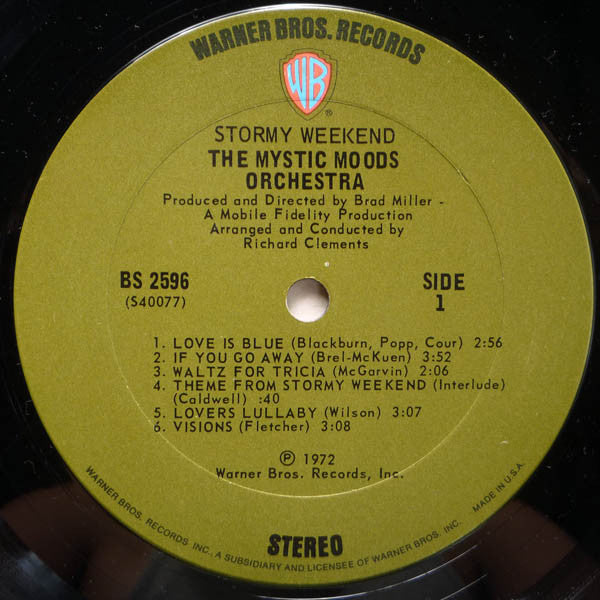 WARNER BROS. RECORDS
WB
®
STORMY WEEKEND
THE MYSTIC MOODS
ORCHESTRA
Produced and Directed by Brad Miller -
A Mobile Fidelity Production
Arranged and Conducted by
Richard Clements
BS 2596
(S40077)
SIDE
1
1. LOVE IS BLUE (Blackburn, Popp, Cour) 2:56
2. IF YOU GO AWAY (Brel-McKuen) 3:52
3. WALTZ FOR TRICIA (McGarvin) 2:06
4. THEME FROM STORMY WEEKEND (Interlude)
(Caldwell) :40
5. LOVERS LULLABY (Wilson) 3:07
6. VISIONS (Fletcher) 3:08
℗ 1972
Warner Bros. Records, Inc.
STEREO
WARNER BROS. RECORDS INC., A SUBSIDIARY AND LICENSEE OF WARNER BROS. INC.
MADE IN U.S.A.